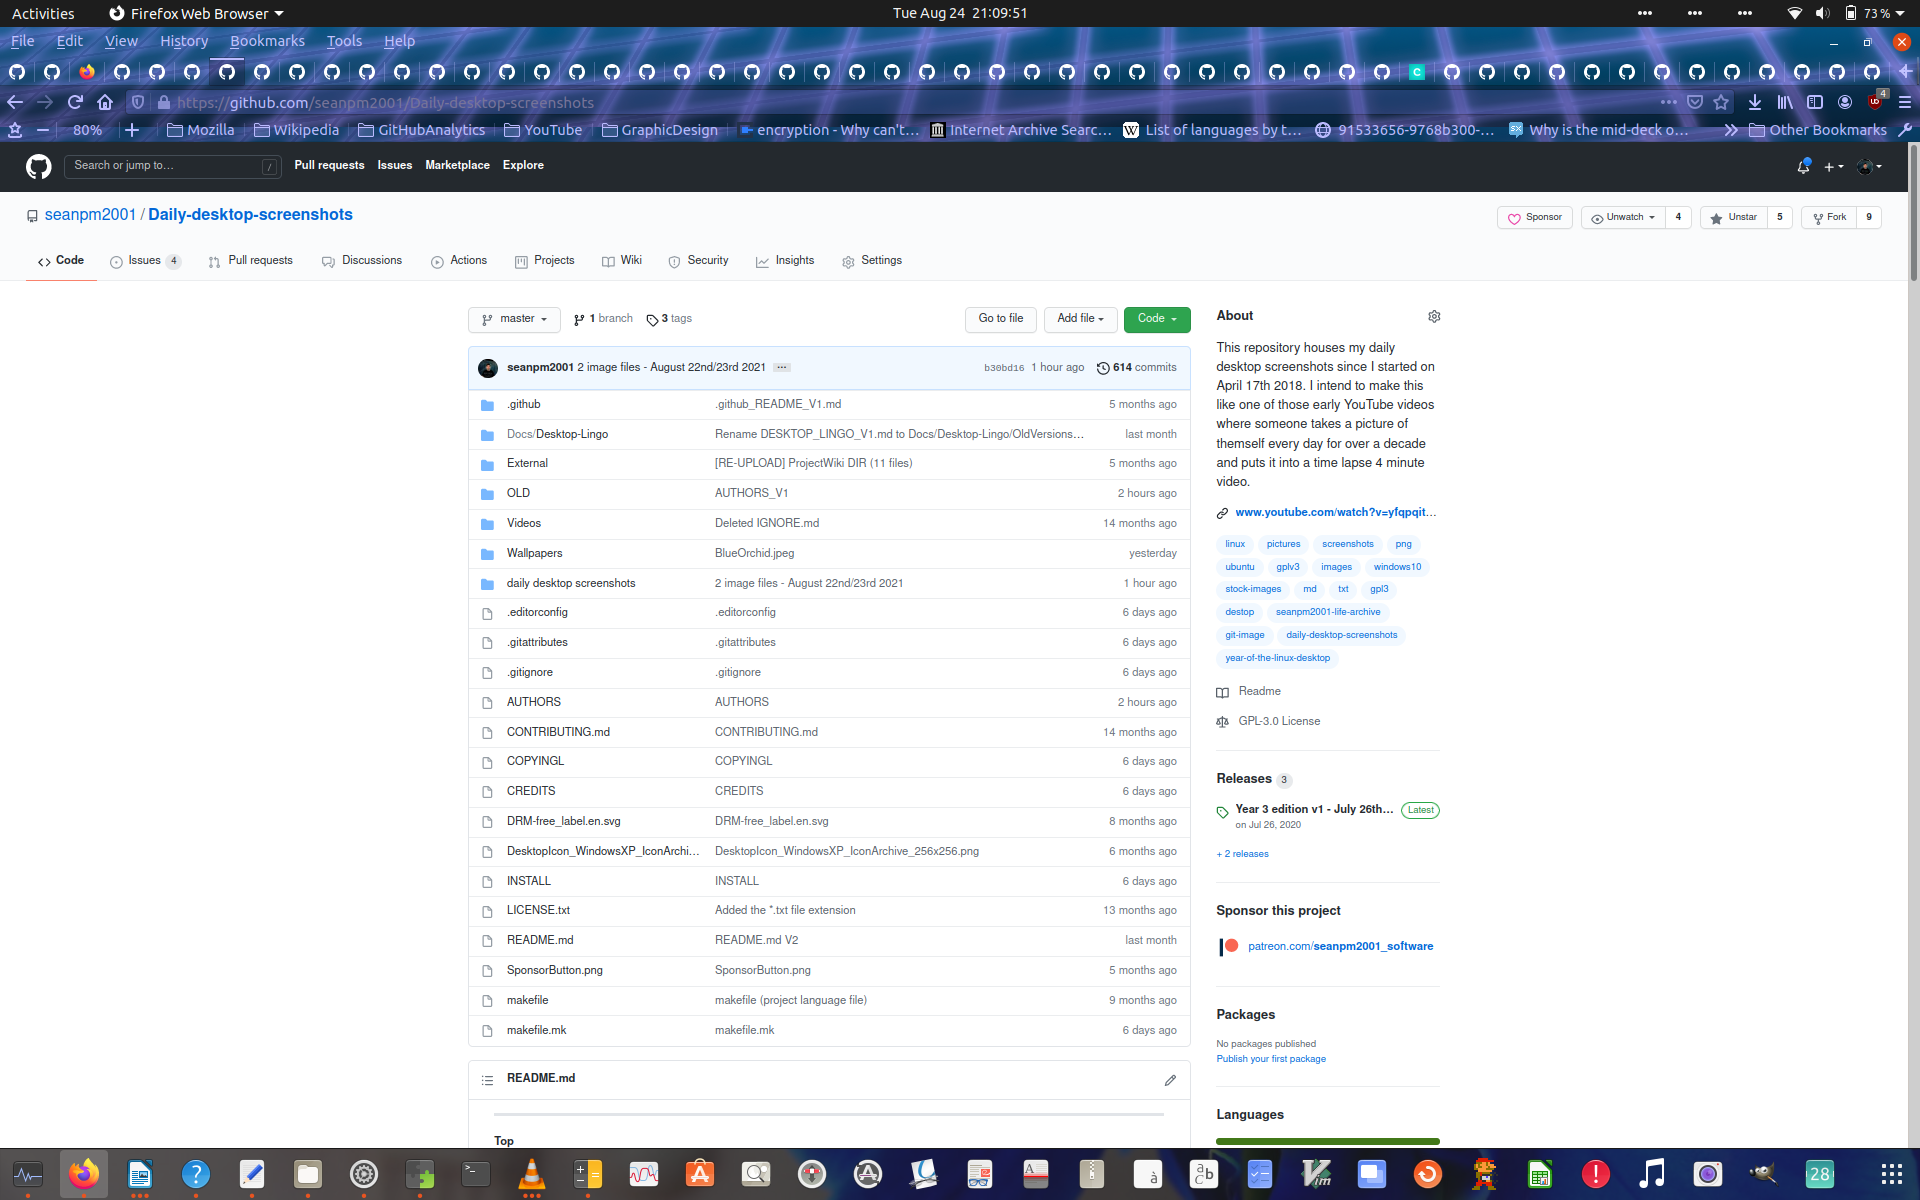 Activities Firefox Web Browser Tue Aug 24 21:09:51 73 %
File Edit View History Bookmarks Tools Help
https://github.com/seanpm2001/Daily-desktop-screenshots 4
80% Mozilla Wikipedia GitHubAnalytics YouTube GraphicDesign encryption - Why can't… Internet Archive Searc… List of languages by t… 91533656-9768b300-… Why is the mid-deck o… Other Bookmarks
Search or jump to… / Pull requests Issues Marketplace Explore
seanpm2001 / Daily-desktop-screenshots Sponsor Unwatch 4 Unstar 5 Fork 9
Code Issues 4 Pull requests Discussions Actions Projects Wiki Security Insights Settings
master 1 branch 3 tags Go to file Add file Code
seanpm2001 2 image files - August 22nd/23rd 2021 … b30bd16 1 hour ago 614 commits
.github .github_README_V1.md 5 months ago
Docs/Desktop-Lingo Rename DESKTOP_LINGO_V1.md to Docs/Desktop-Lingo/OldVersions… last month
External [RE-UPLOAD] ProjectWiki DIR (11 files) 5 months ago
OLD AUTHORS_V1 2 hours ago
Videos Deleted IGNORE.md 14 months ago
Wallpapers BlueOrchid.jpeg yesterday
daily desktop screenshots 2 image files - August 22nd/23rd 2021 1 hour ago
.editorconfig .editorconfig 6 days ago
.gitattributes .gitattributes 6 days ago
.gitignore .gitignore 6 days ago
AUTHORS AUTHORS 2 hours ago
CONTRIBUTING.md CONTRIBUTING.md 14 months ago
COPYINGL COPYINGL 6 days ago
CREDITS CREDITS 6 days ago
DRM-free_label.en.svg DRM-free_label.en.svg 8 months ago
DesktopIcon_WindowsXP_IconArchi… DesktopIcon_WindowsXP_IconArchive_256x256.png 6 months ago
INSTALL INSTALL 6 days ago
LICENSE.txt Added the *.txt file extension 13 months ago
README.md README.md V2 last month
SponsorButton.png SponsorButton.png 5 months ago
makefile makefile (project language file) 9 months ago
makefile.mk makefile.mk 6 days ago
README.md
Top
About
This repository houses my daily
desktop screenshots since I started on
April 17th 2018. I intend to make this
like one of those early YouTube videos
where someone takes a picture of
themself every day for over a decade
and puts it into a time lapse 4 minute
video.
www.youtube.com/watch?v=yfqpqit…
linux pictures screenshots png
ubuntu gplv3 images windows10
stock-images md txt gpl3
destop seanpm2001-life-archive
git-image daily-desktop-screenshots
year-of-the-linux-desktop
Readme
GPL-3.0 License
Releases 3
Year 3 edition v1 - July 26th… Latest
on Jul 26, 2020
+ 2 releases
Sponsor this project
patreon.com/seanpm2001_software
Packages
No packages published
Publish your first package
Languages
28